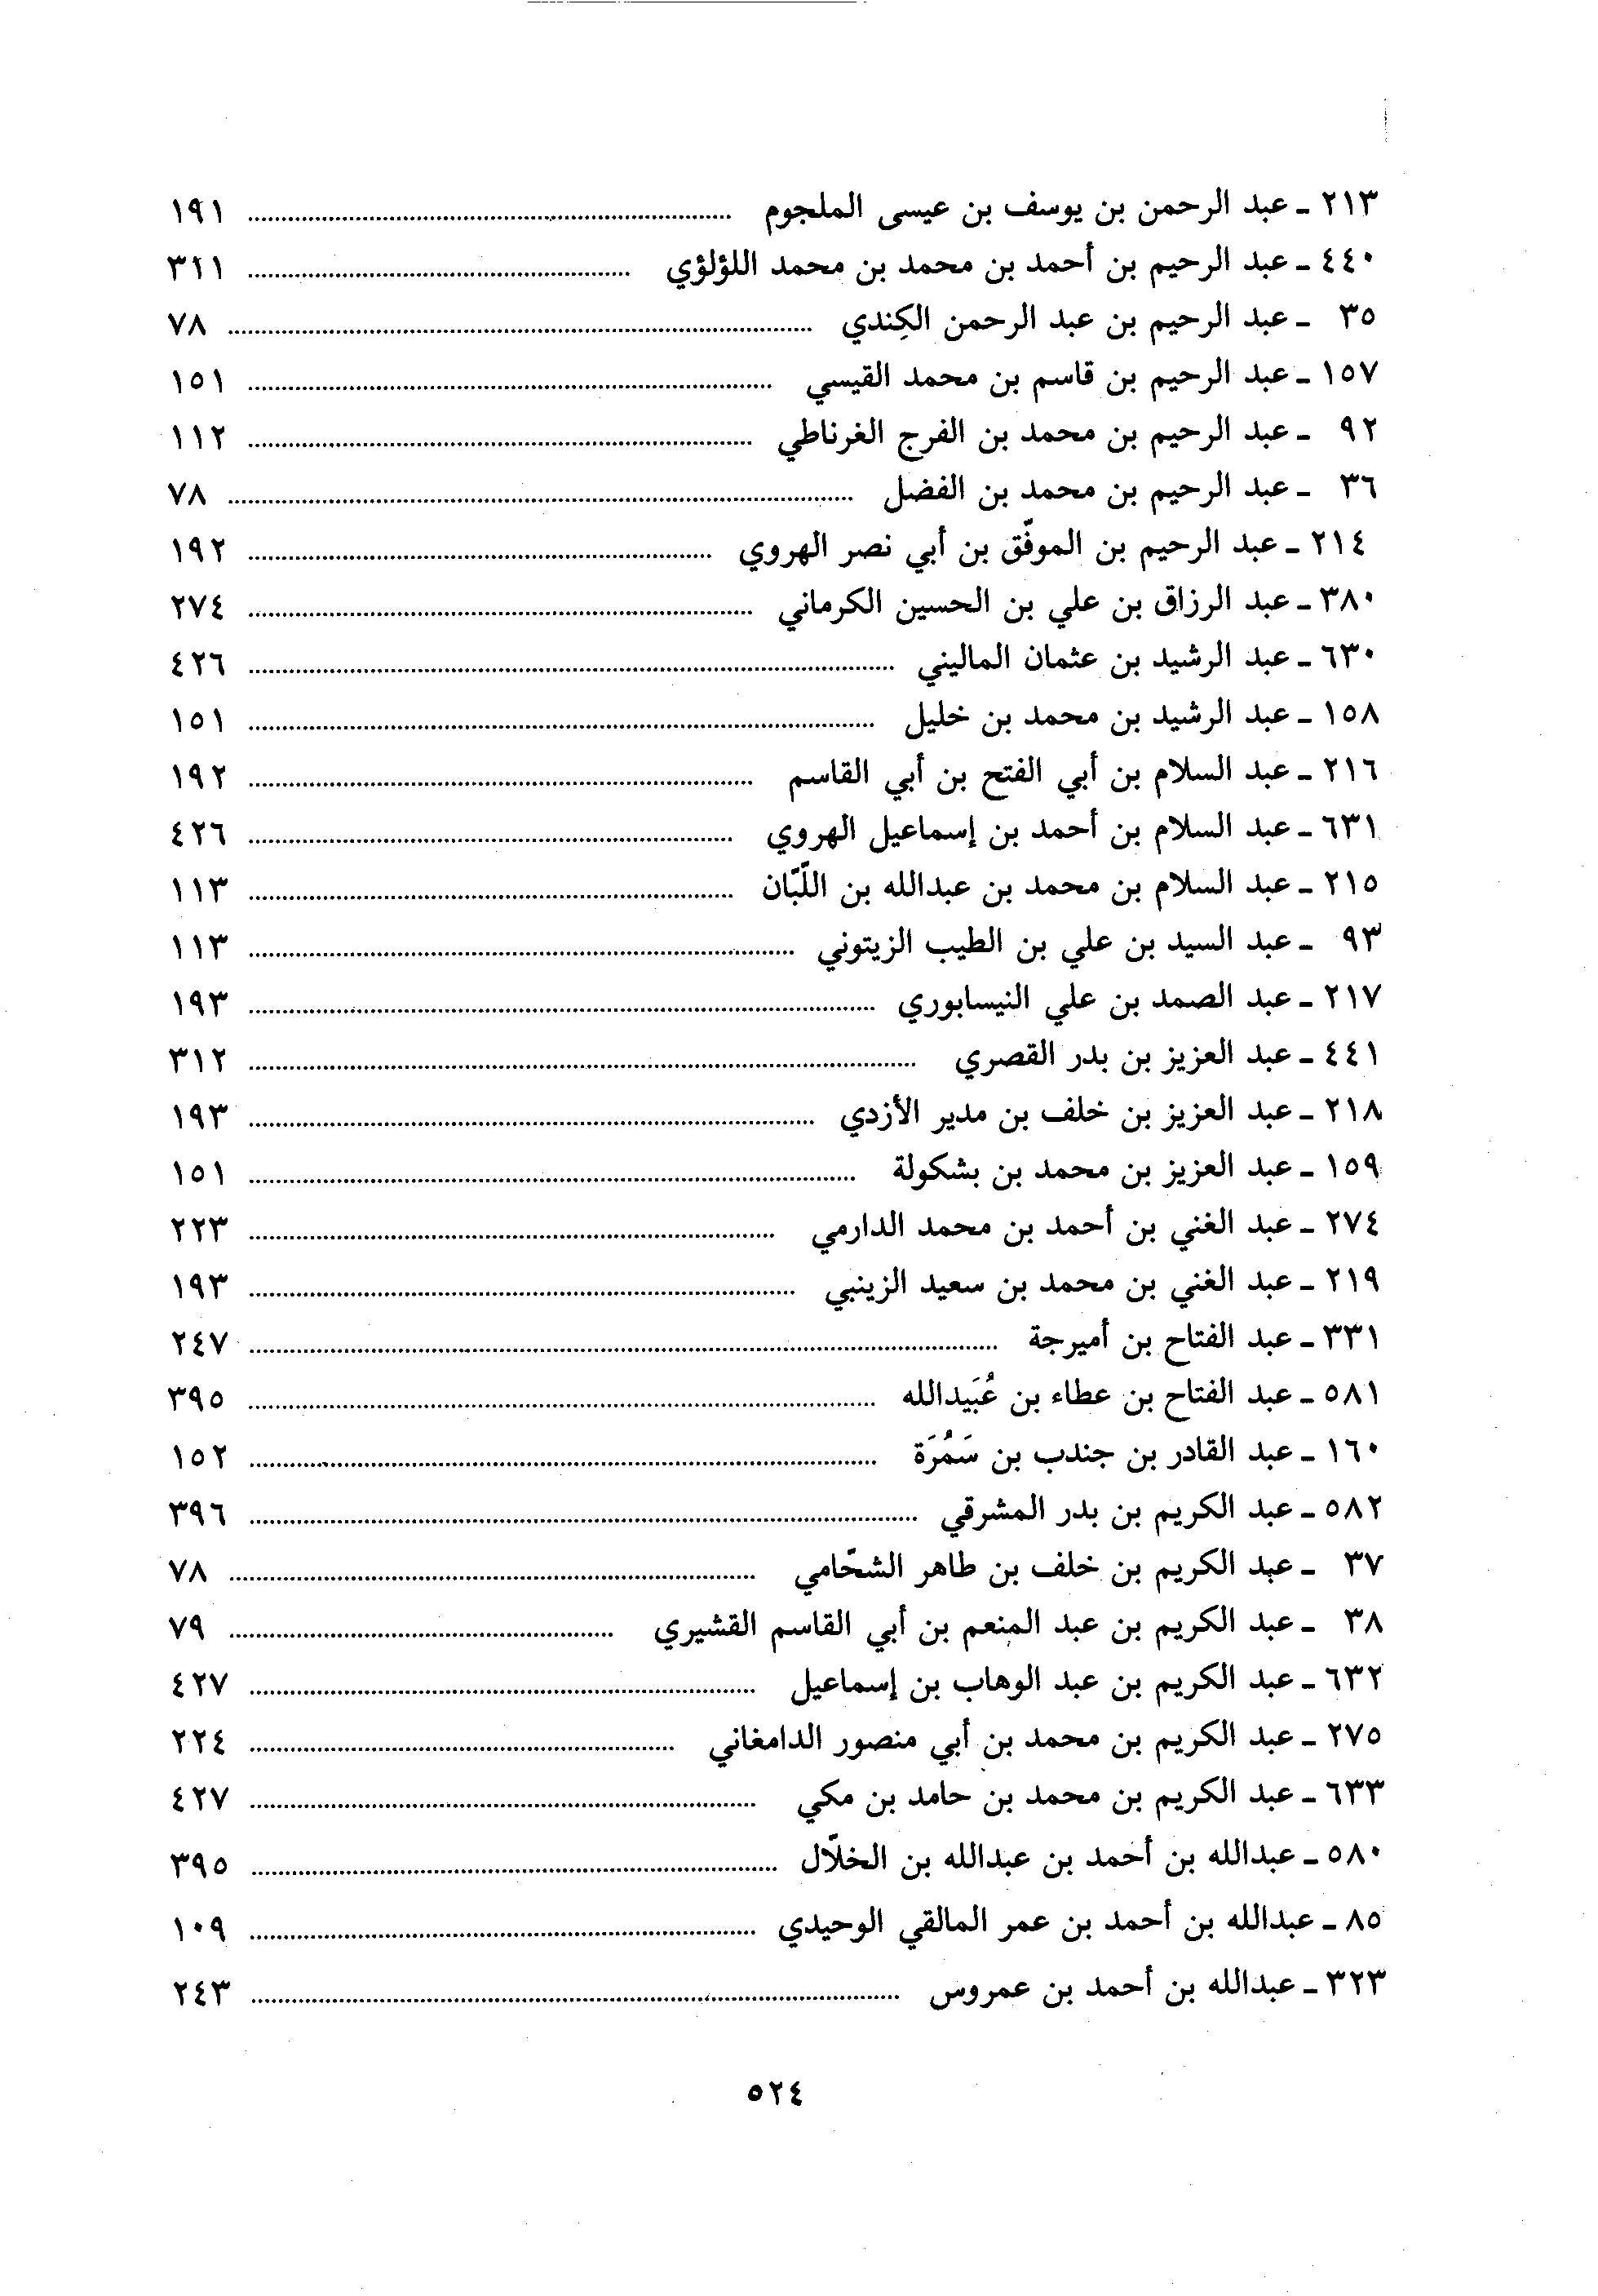 ٢١٣ ـ عبد الرحمن بن يوسف بن عيسى الملجوم ........ ١٩١
٤٤٠ ـ عبد الرحيم بن أحمد بن محمد بن محمد اللؤلؤي ........ ٣١١
٣٥ ـ عبد الرحيم بن عبد الرحمن الكِندي ........ ٧٨
١٥٧ ـ عبد الرحيم بن قاسم بن محمد القيسي ........ ١٥١
٩٢ ـ عبد الرحيم بن محمد بن الفرج الغرناطي ........ ١١٢
٣٦ ـ عبد الرحيم بن محمد بن الفضل ........ ٧٨
٢١٤ ـ عبد الرحيم بن الموفّق بن أبي نصر الهروي ........ ١٩٢
٣٨٠ ـ عبد الرزاق بن علي بن الحسين الكرماني ........ ٢٧٤
٦٣٠ ـ عبد الرشيد بن عثمان الماليني ........ ٤٢٦
١٥٨ ـ عبد الرشيد بن محمد بن خليل ........ ١٥١
٢١٦ ـ عبد السلام بن أبي الفتح بن أبي القاسم ........ ١٩٢
٦٣١ ـ عبد السلام بن أحمد بن إسماعيل الهروي ........ ٤٢٦
٢١٥ ـ عبد السلام بن محمد بن عبدالله بن اللّبّان ........ ١١٣
٩٣ ـ عبد السيد بن علي بن الطيب الزيتوني ........ ١١٣
٢١٧ ـ عبد الصمد بن علي النيسابوري ........ ١٩٣
٤٤١ ـ عبد العزيز بن بدر القصري ........ ٣١٢
٢١٨ ـ عبد العزيز بن خلف بن مدير الأزدي ........ ١٩٣
١٥٩ ـ عبد العزيز بن محمد بن بشكولة ........ ١٥١
٢٧٤ ـ عبد الغني بن أحمد بن محمد الدارمي ........ ٢٢٣
٢١٩ ـ عبد الغني بن محمد بن سعيد الزينبي ........ ١٩٣
٣٣١ ـ عبد الفتاح بن أميرجة ........ ٢٤٧
٥٨١ ـ عبد الفتاح بن عطاء بن عُبَيدالله ........ ٣٩٥
١٦٠ ـ عبد القادر بن جندب بن سَمُرَة ........ ١٥٢
٥٨٢ ـ عبد الكريم بن بدر المشرقي ........ ٣٩٦
٣٧ ـ عبد الكريم بن خلف بن طاهر الشحّامي ........ ٧٨
٣٨ ـ عبد الكريم بن عبد المنعم بن أبي القاسم القشيري ........ ٧٩
٦٣٢ ـ عبد الكريم بن عبد الوهاب بن إسماعيل ........ ٤٢٧
٢٧٥ ـ عبد الكريم بن محمد بن أبي منصور الدامغاني ........ ٢٢٤
٦٣٣ ـ عبد الكريم بن محمد بن حامد بن مكي ........ ٤٢٧
٥٨٠ ـ عبدالله بن أحمد بن عبدالله بن الخلّال ........ ٣٩٥
٨٥ ـ عبدالله بن أحمد بن عمر المالقي الوحيدي ........ ١٠٩
٣٢٣ ـ عبدالله بن أحمد بن عمروس ........ ٢٤٣
٥٢٤